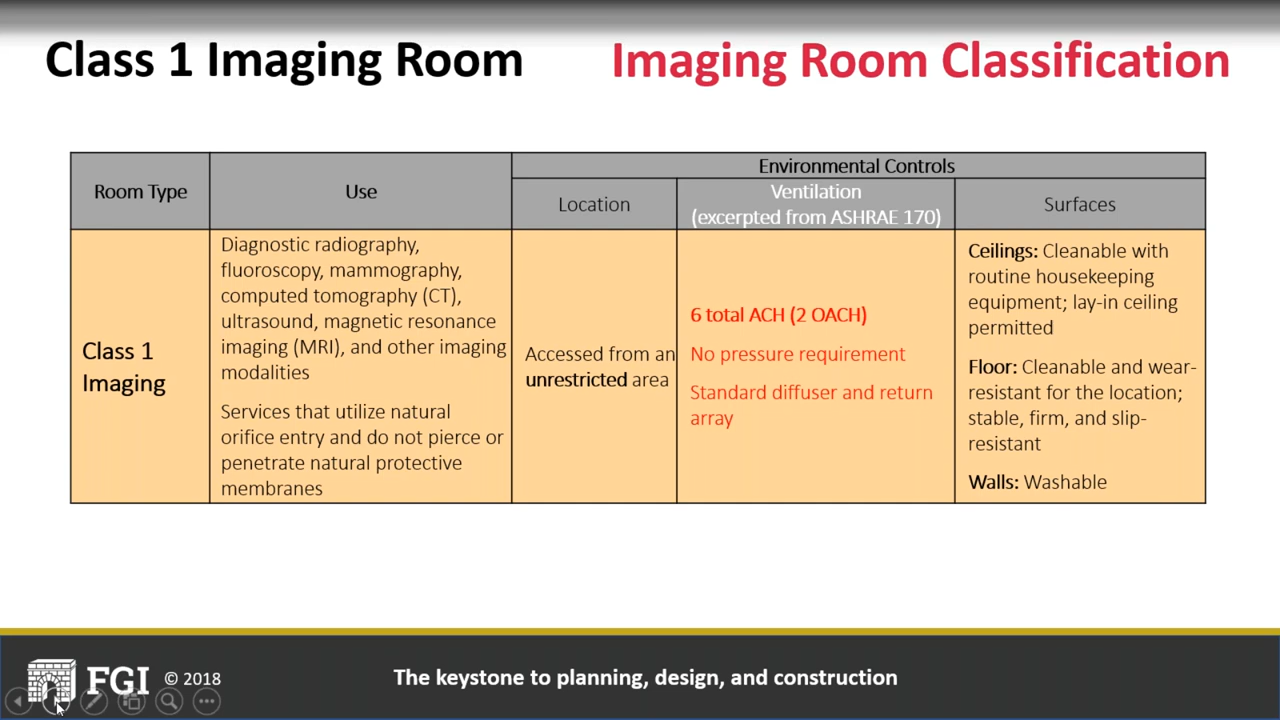 Class 1 Imaging Room
Imaging Room Classification
Room Type
Use
Environmental Controls
Location
Ventilation
(excerpted from ASHRAE 170)
Surfaces
Class 1
Imaging
Diagnostic radiography,
fluoroscopy, mammography,
computed tomography (CT),
ultrasound, magnetic resonance
imaging (MRI), and other imaging
modalities
Services that utilize natural
orifice entry and do not pierce or
penetrate natural protective
membranes
Accessed from an
unrestricted area
6 total ACH (2 OACH)
No pressure requirement
Standard diffuser and return
array
Ceilings: Cleanable with
routine housekeeping
equipment; lay-in ceiling
permitted
Floor: Cleanable and wear-
resistant for the location;
stable, firm, and slip-
resistant
Walls: Washable
FGI © 2018
The keystone to planning, design, and construction